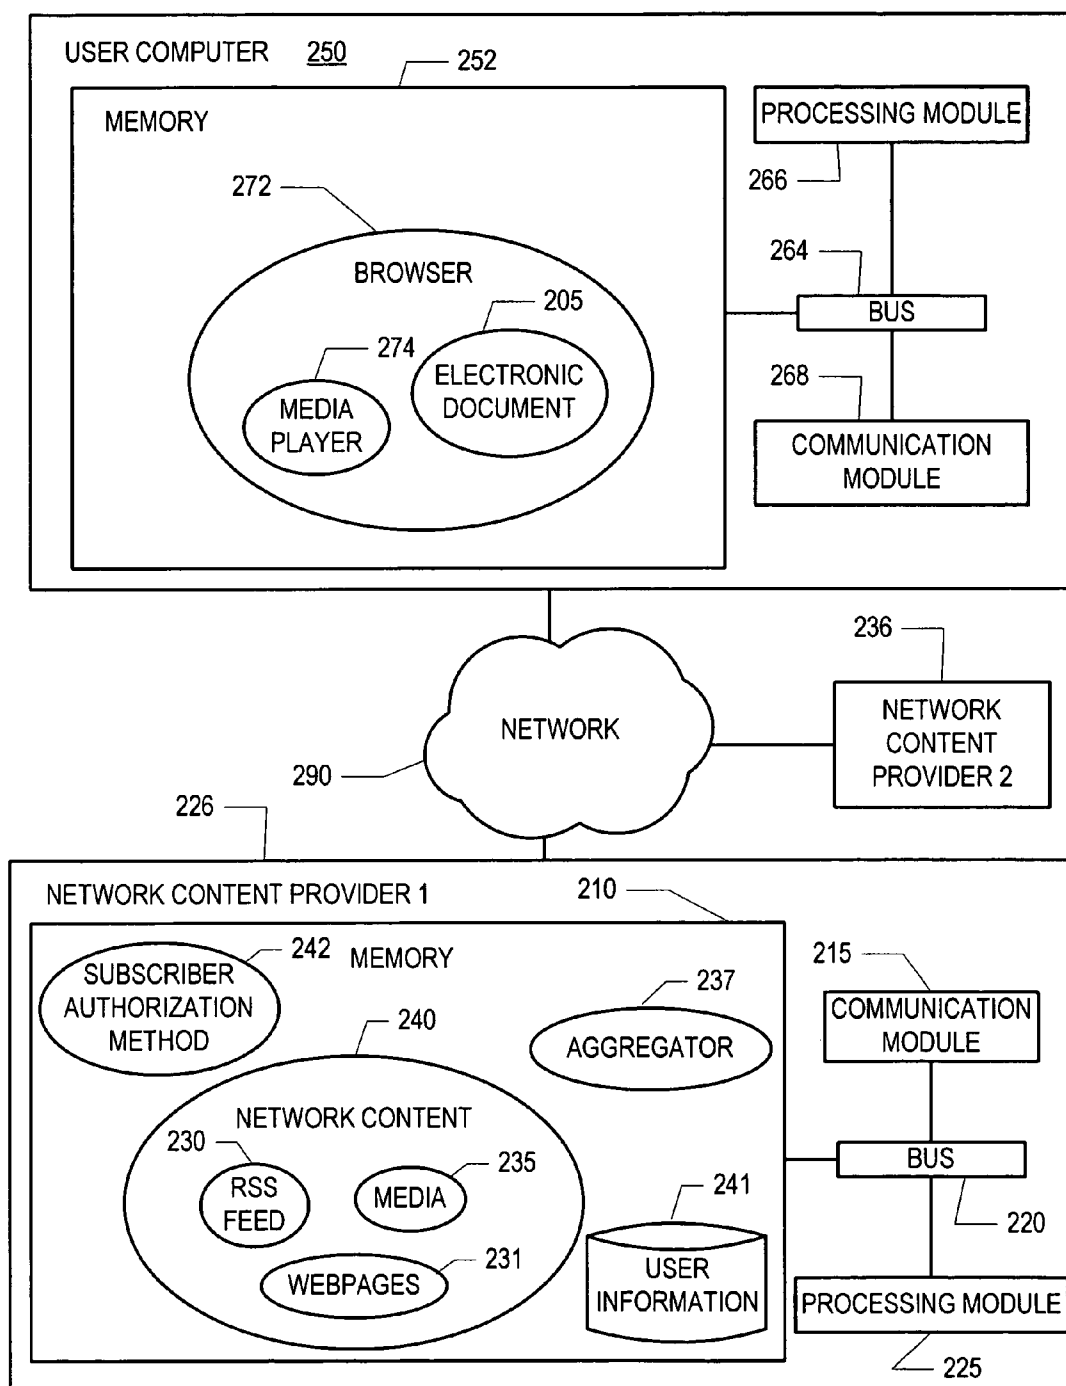 USER COMPUTER 250
252
MEMORY
PROCESSING MODULE
266
272
264
BROWSER
205
BUS
274
ELECTRONIC
DOCUMENT
268
MEDIA
PLAYER
COMMUNICATION
MODULE
236
NETWORK
NETWORK
CONTENT
PROVIDER 2
290
226
NETWORK CONTENT PROVIDER 1
210
242
MEMORY
SUBSCRIBER
AUTHORIZATION
METHOD
237
215
COMMUNICATION
MODULE
240
AGGREGATOR
NETWORK CONTENT
230
235
BUS
RSS
FEED
MEDIA
241
220
231
WEBPAGES
USER
INFORMATION
PROCESSING MODULE
225